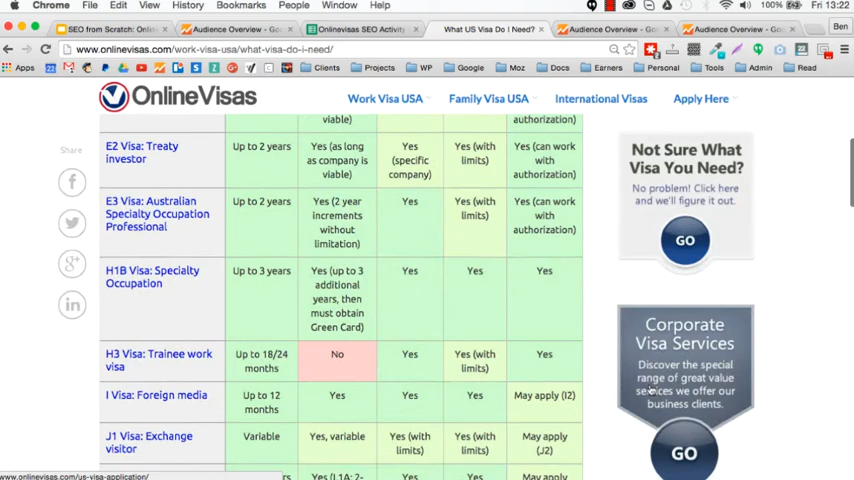 Chrome File Edit View History Bookmarks People Window Help 100% Fri 13:22
SEO from Scratch: Onlin Audience Overview - Goo Onlinevisas SEO Activity What US Visa Do I Need? Audience Overview - Goo Audience Overview - Goo Ben
www.onlinevisas.com/work-visa-usa/what-visa-do-i-need/
Apps Clients Projects WP Google Moz Docs Earners Personal Tools Admin Read
OnlineVisas Work Visa USA Family Visa USA International Visas Apply Here
viable) authorization)
Share
E2 Visa: Treaty
investor
Up to 2 years
Yes (as long
as company is
viable)
Yes
(specific
company)
Yes (with
limits)
Yes (can work
with
authorization)
E3 Visa: Australian
Specialty Occupation
Professional
Up to 2 years
Yes (2 year
increments
without
limitation)
Yes
Yes (with
limits)
Yes (can work
with
authorization)
H1B Visa: Specialty
Occupation
Up to 3 years
Yes (up to 3
additional
years, then
must obtain
Green Card)
Yes
Yes
Yes
H3 Visa: Trainee work
visa
Up to 18/24
months
No
Yes
Yes (with
limits)
Yes
I Visa: Foreign media
Up to 12
months
Yes
Yes
Yes
May apply (I2)
J1 Visa: Exchange
visitor
Variable
Yes, variable
Yes (with
limits)
Yes (with
limits)
May apply
(J2)
Yes (L1A: 2-
Yes
Yes
May apply
Not Sure What
Visa You Need?
No problem! Click here
and we'll figure it out.
GO
Corporate
Visa Services
Discover the special
range of great value
services we offer our
business clients.
GO
www.onlinevisas.com/us-visa-application/